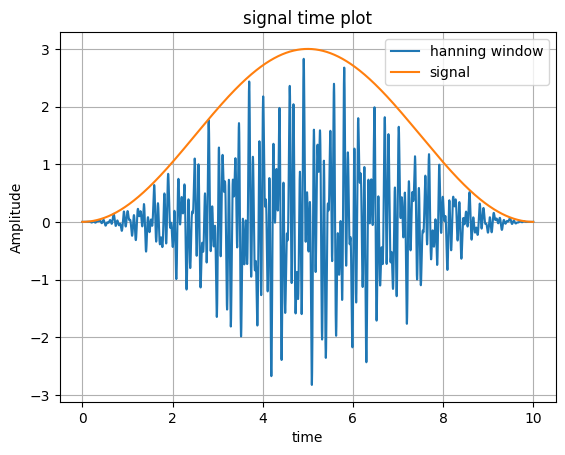 signal time plot
hanning window
signal
Amplitude
3
2
1
0
−1
−2
−3
0 2 4 6 8 10
time